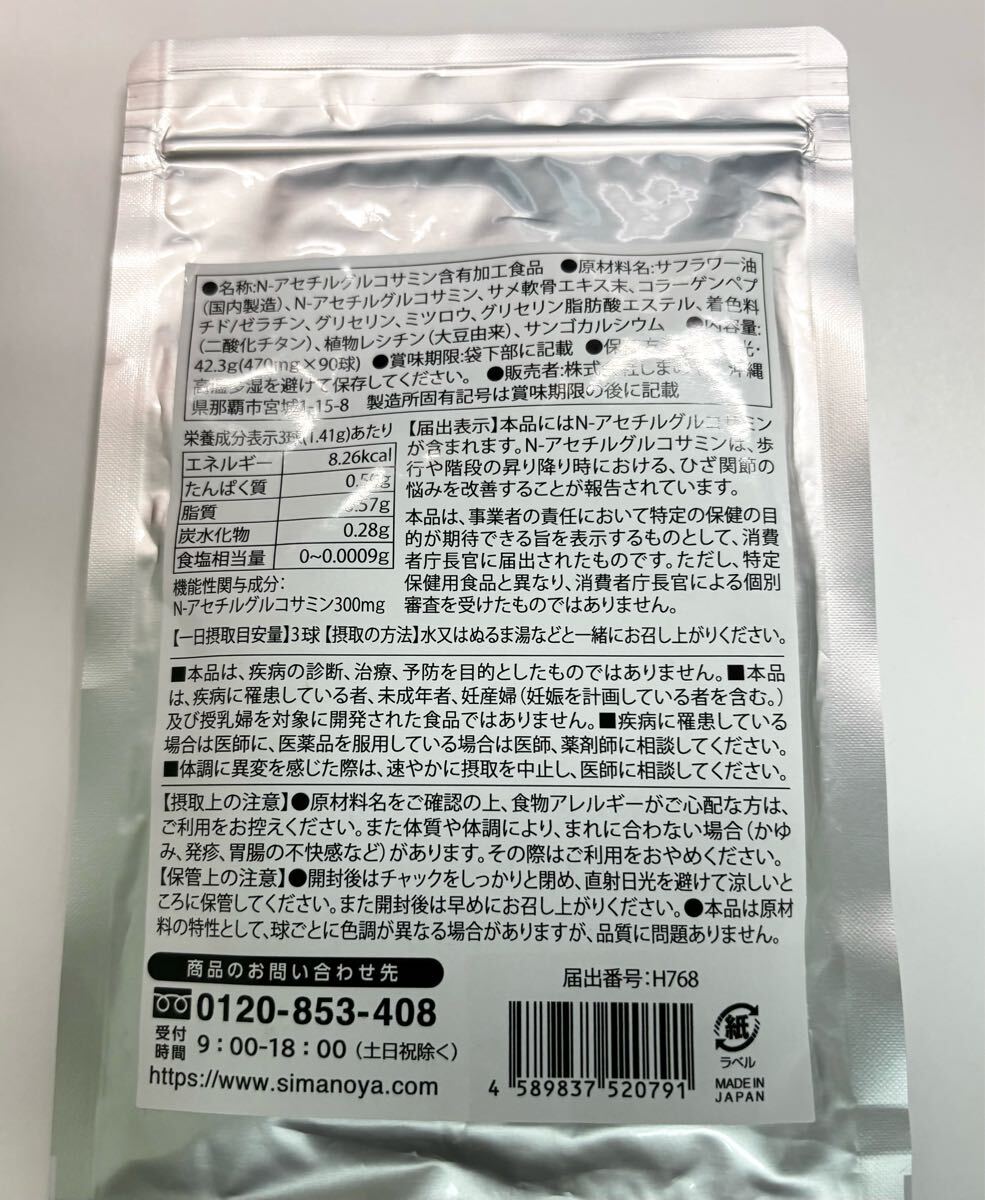 ●名称:N-アセチルグルコサミン含有加工食品 ●原材料名:サフラワー油
(国内製造)、N-アセチルグルコサミン、サメ軟骨エキス末、コラーゲンペプ
チド/ゼラチン、グリセリン、ミツロウ、グリセリン脂肪酸エステル、着色料
(二酸化チタン)、植物レシチン(大豆由来)、サンゴカルシウム ●内容量:
42.3g(470mg×90球) ●賞味期限:袋下部に記載 光・
高温多湿を避けて保存してください。 ●販売者: 沖縄
県那覇市宮城1-15-8 製造所固有記号は賞味期限の後に記載
栄養成分表示3球(1.41g)あたり
エネルギー 8.26kcal
たんぱく質
脂質
炭水化物 0.28g
食塩相当量 0~0.0009g
機能性関与成分:
N-アセチルグルコサミン300mg
【届出表示】本品にはN-アセチルグルコサミン
が含まれます。N-アセチルグルコサミンは、歩
行や階段の昇り降り時における、ひざ関節の
悩みを改善することが報告されています。
本品は、事業者の責任において特定の保健の目
的が期待できる旨を表示するものとして、消費
者庁長官に届出されたものです。ただし、特定
保健用食品と異なり、消費者庁長官による個別
審査を受けたものではありません。
【一日摂取目安量】3球【摂取の方法】水又はぬるま湯などと一緒にお召し上がりください。
■本品は、疾病の診断、治療、予防を目的としたものではありません。■本品
は、疾病に罹患している者、未成年者、妊産婦(妊娠を計画している者を含む。)
及び授乳婦を対象に開発された食品ではありません。■疾病に罹患している
場合は医師に、医薬品を服用している場合は医師、薬剤師に相談してください。
■体調に異変を感じた際は、速やかに摂取を中止し、医師に相談してください。
【摂取上の注意】●原材料名をご確認の上、食物アレルギーがご心配な方は、
ご利用をお控えください。また体質や体調により、まれに合わない場合(かゆ
み、発疹、胃腸の不快感など)があります。その際はご利用をおやめください。
【保管上の注意】●開封後はチャックをしっかりと閉め、直射日光を避けて涼しいと
ころに保管してください。また開封後は早めにお召し上がりください。●本品は原材
料の特性として、球ごとに色調が異なる場合がありますが、品質に問題ありません。
商品のお問い合わせ先
0120-853-408
受付時間 9:00-18:00(土日祝除く)
https://www.simanoya.com
届出番号:H768
4 589837 520791
紙
ラベル
MADE IN
JAPAN